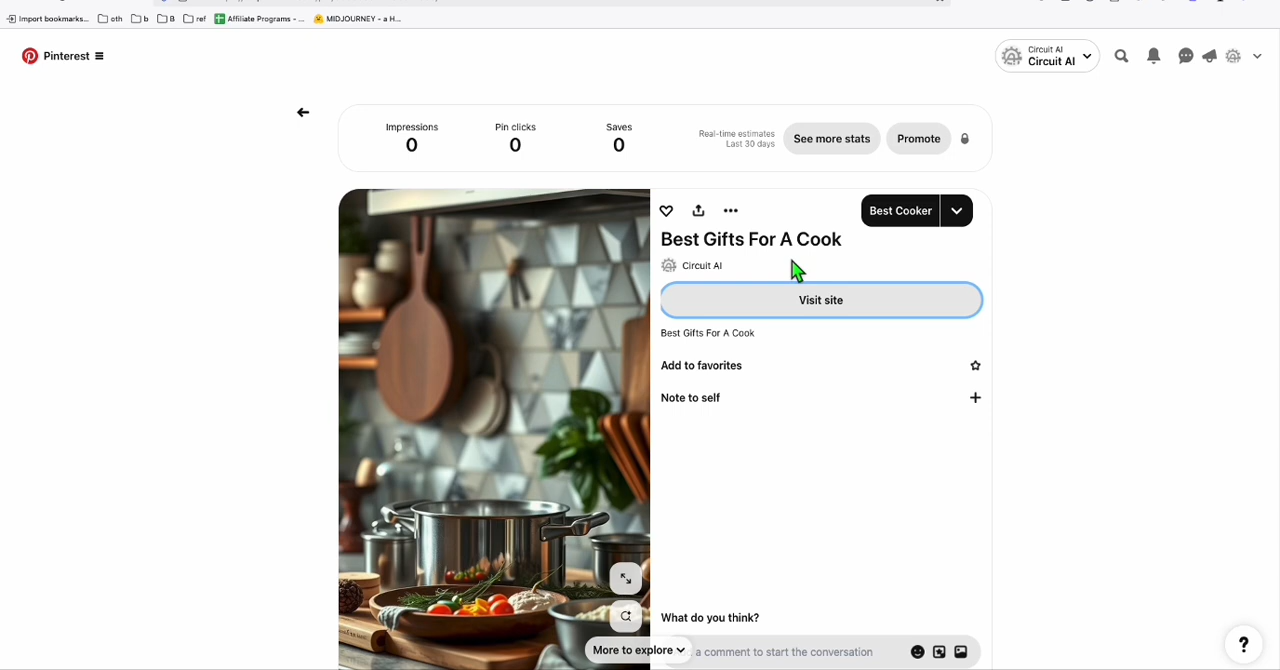 Import bookmarks...
cth
b
B
ref
Affiliate Programs - ...
MIDJOURNEY - a H...
Pinterest
Circuit AI
Circuit AI
Impressions
0
Pin clicks
0
Saves
0
Real-time estimates
Last 30 days
See more stats
Promote
Best Cooker
Best Gifts For A Cook
Circuit AI
Visit site
Best Gifts For A Cook
Add to favorites
Note to self
What do you think?
More to explore
a comment to start the conversation
?